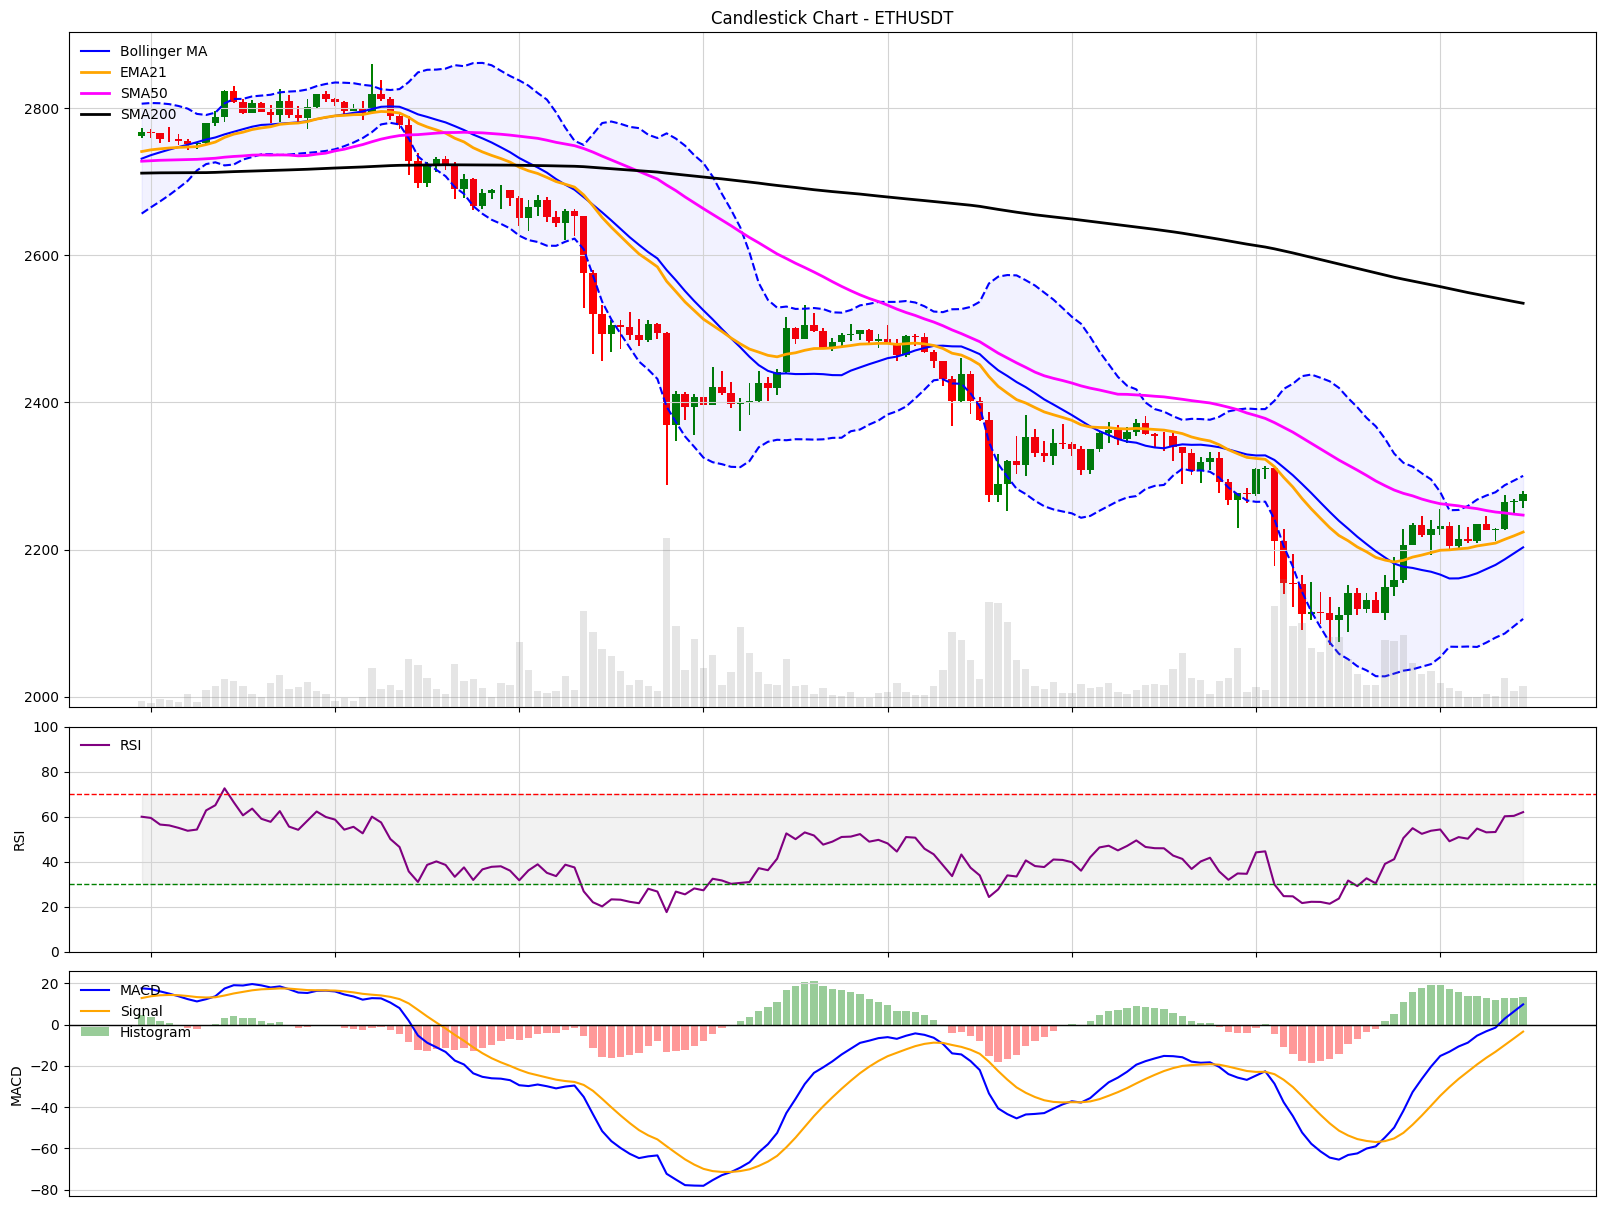 Candlestick Chart - ETHUSDT
Bollinger MA
EMA21
SMA50
SMA200
2800
2600
2400
2200
2000
RSI
RSI
100
80
60
40
20
0
MACD
Signal
Histogram
MACD
20
0
−20
−40
−60
−80